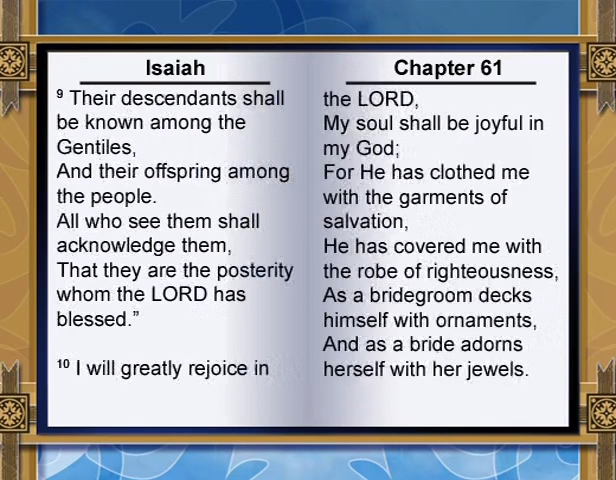 Isaiah
⁹ Their descendants shall
be known among the
Gentiles,
And their offspring among
the people.
All who see them shall
acknowledge them,
That they are the posterity
whom the LORD has
blessed.”
¹⁰ I will greatly rejoice in
Chapter 61
the LORD,
My soul shall be joyful in
my God;
For He has clothed me
with the garments of
salvation,
He has covered me with
the robe of righteousness,
As a bridegroom decks
himself with ornaments,
And as a bride adorns
herself with her jewels.